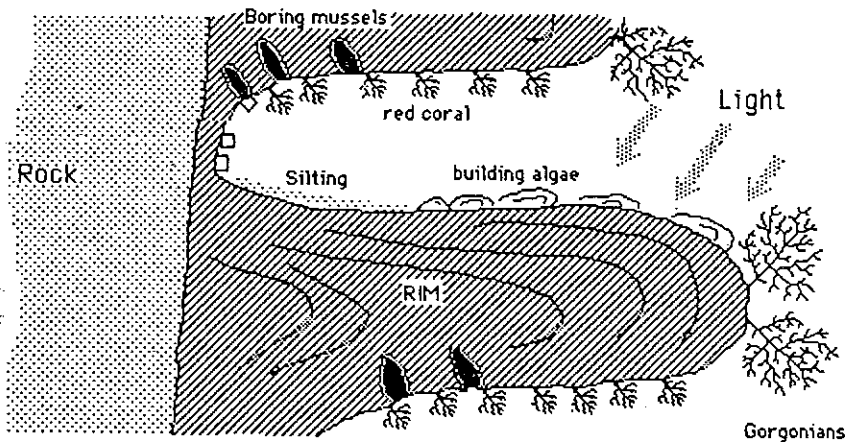 Boring mussels
Light
red coral
Rock
Silting
building algae
RIM
Gorgonians